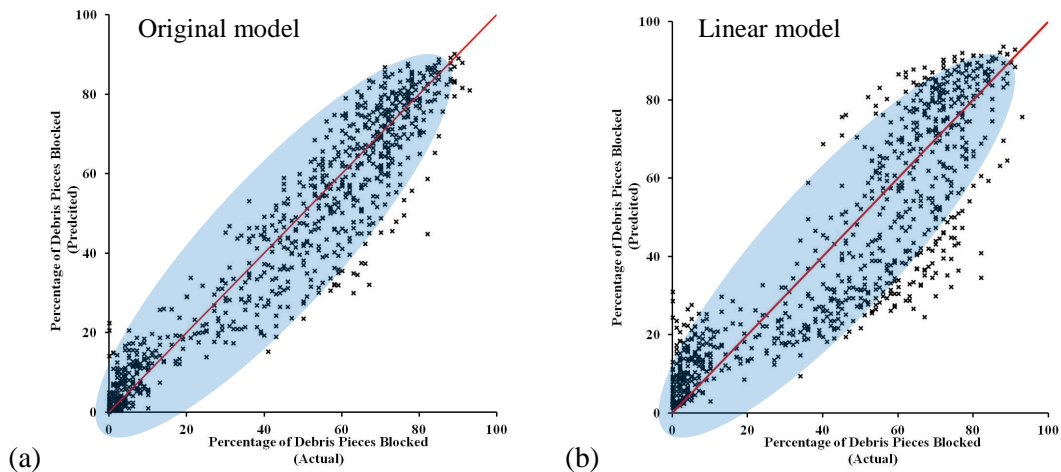 Original model
100
80
60
40
20
0
Percentage of Debris Pieces Blocked
(Predcited)
0 20 40 60 80 100
Percentage of Debris Pieces Blocked
(Actual)
(a)
Linear model
100
80
60
40
20
0
Percentage of Debris Pieces Blocked
(Predcited)
0 20 40 60 80 100
Percentage of Debris Pieces Blocked
(Actual)
(b)